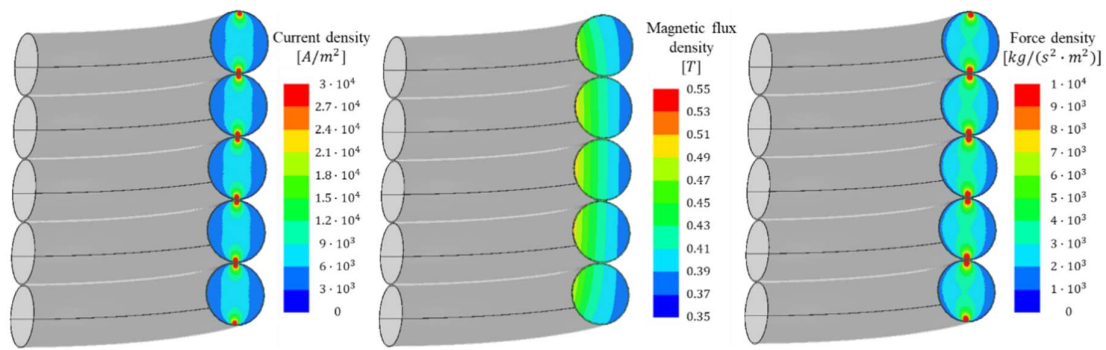 Current density
[A/m²]
3 · 10⁴
2.7 · 10⁴
2.4 · 10⁴
2.1 · 10⁴
1.8 · 10⁴
1.5 · 10⁴
1.2 · 10⁴
9 · 10³
6 · 10³
3 · 10³
0
Magnetic flux
density
[T]
0.55
0.53
0.51
0.49
0.47
0.45
0.43
0.41
0.39
0.37
0.35
Force density
[kg/(s² · m²)]
1 · 10⁴
9 · 10³
8 · 10³
7 · 10³
6 · 10³
5 · 10³
4 · 10³
3 · 10³
2 · 10³
1 · 10³
0